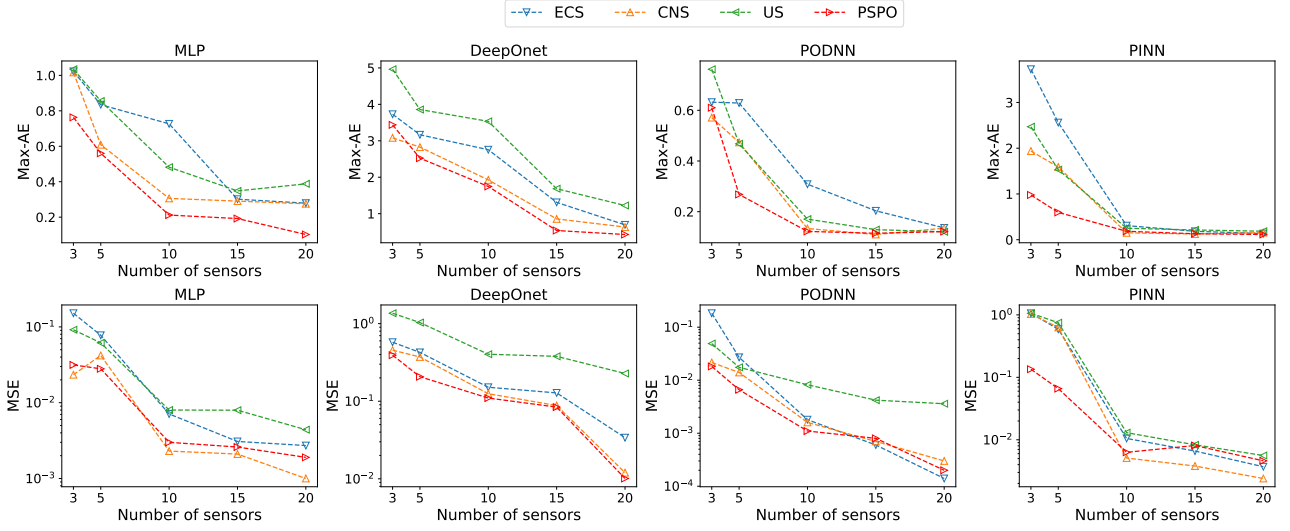 ECS CNS US PSPO
MLP DeepOnet PODNN PINN
Max-AE Max-AE Max-AE Max-AE
1.0 0.8 0.6 0.4 0.2
5 4 3 2 1
0.6 0.4 0.2
3 2 1 0
3 5 10 15 20 3 5 10 15 20 3 5 10 15 20 3 5 10 15 20
Number of sensors Number of sensors Number of sensors Number of sensors
MLP DeepOnet PODNN PINN
MSE MSE MSE MSE
10⁻¹ 10⁻² 10⁻³
10⁰ 10⁻¹ 10⁻²
10⁻¹ 10⁻² 10⁻³ 10⁻⁴
10⁰ 10⁻¹ 10⁻²
3 5 10 15 20 3 5 10 15 20 3 5 10 15 20 3 5 10 15 20
Number of sensors Number of sensors Number of sensors Number of sensors